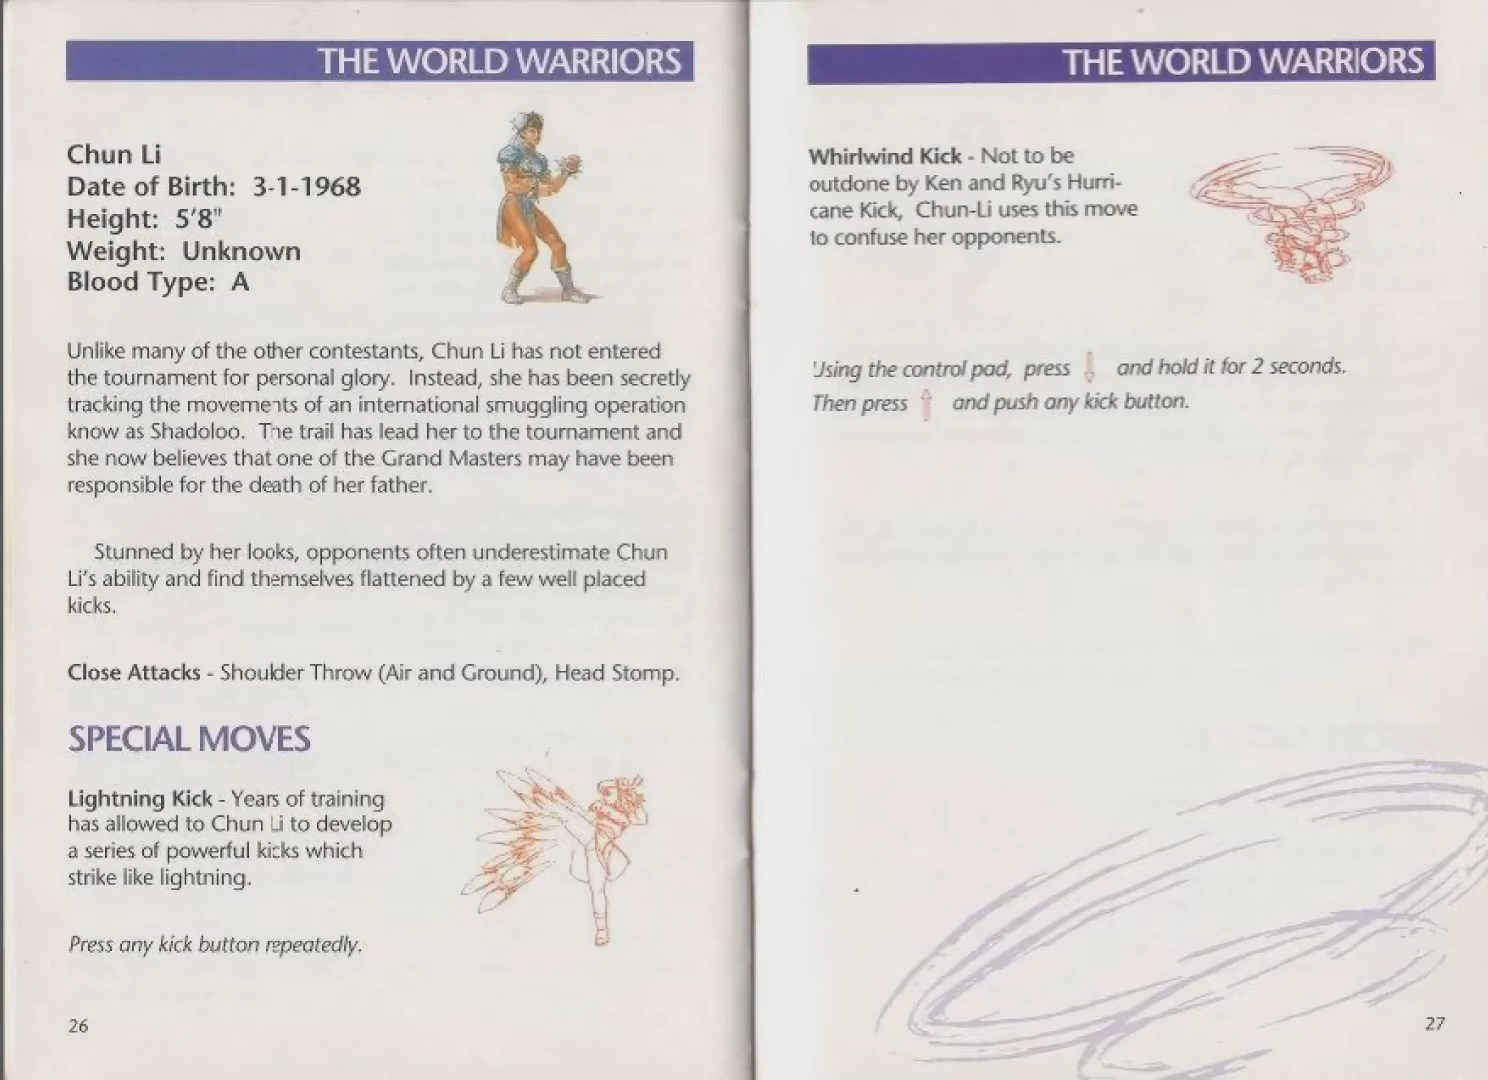 THE WORLD WARRIORS
Chun Li
Date of Birth: 3-1-1968
Height: 5'8"
Weight: Unknown
Blood Type: A
Unlike many of the other contestants, Chun Li has not entered
the tournament for personal glory. Instead, she has been secretly
tracking the movements of an international smuggling operation
know as Shadoloo. The trail has lead her to the tournament and
she now believes that one of the Grand Masters may have been
responsible for the death of her father.
Stunned by her looks, opponents often underestimate Chun
Li's ability and find themselves flattened by a few well placed
kicks.
Close Attacks - Shoulder Throw (Air and Ground), Head Stomp.
SPECIAL MOVES
Lightning Kick - Years of training
has allowed to Chun Li to develop
a series of powerful kicks which
strike like lightning.
Press any kick button repeatedly.
26
THE WORLD WARRIORS
Whirlwind Kick - Not to be
outdone by Ken and Ryu's Hurri-
cane Kick, Chun-Li uses this move
to confuse her opponents.
Using the control pad, press ⇩ and hold it for 2 seconds.
Then press ⇧ and push any kick button.
27